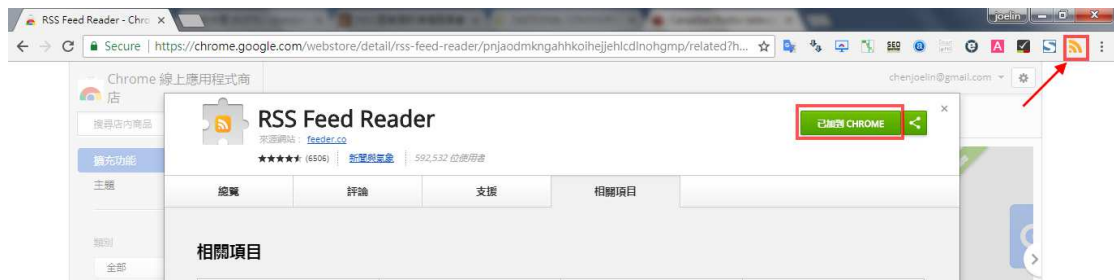 RSS Feed Reader - Chro
joelin
Secure | https://chrome.google.com/webstore/detail/rss-feed-reader/pnjaodmkngahhkoihejjehlcdlnohgmp/related?h...
Chrome 線上應用程式商店
chenjoelin@gmail.com
搜尋店內商品
RSS Feed Reader
已加到 CHROME
來源網站： feeder.co
(6506) 新聞與氣象 592,532 位使用者
擴充功能
主題
總覽 評論 支援 相關項目
類別
相關項目
全部